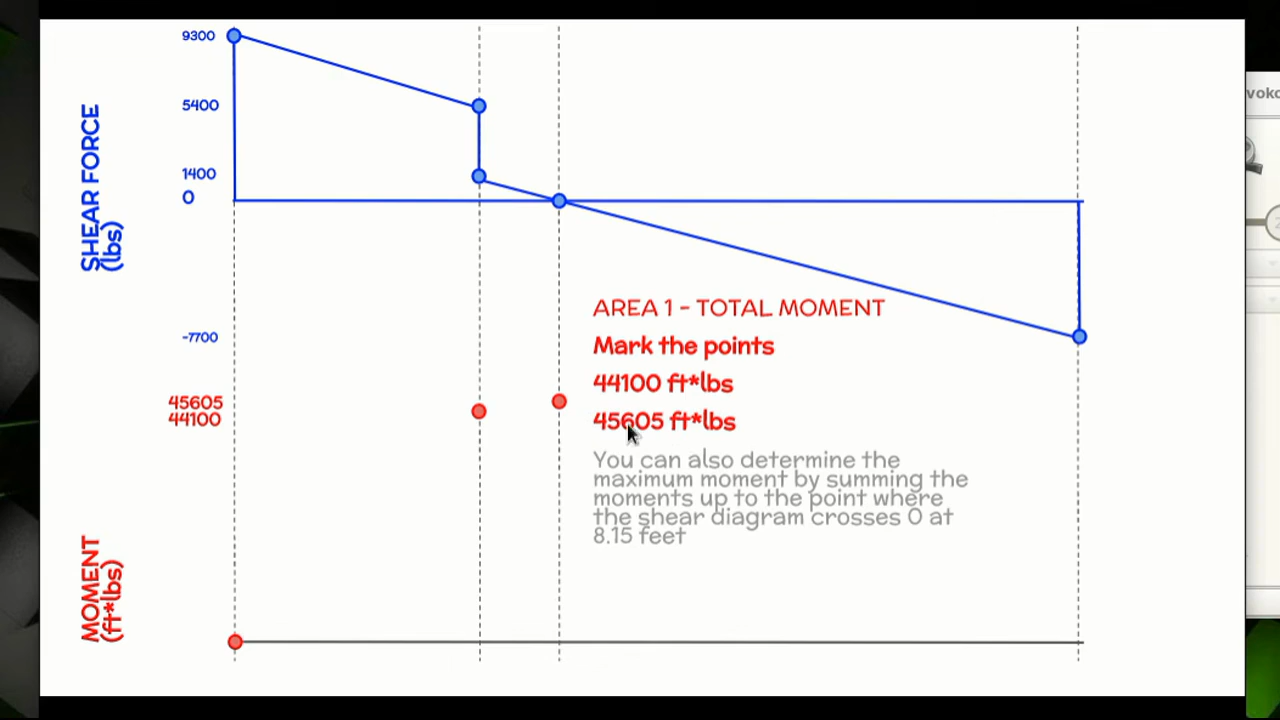 9300
5400
1400
0
-7700
SHEAR FORCE
(lbs)
AREA 1 - TOTAL MOMENT
Mark the points
44100 ft*lbs
45605 ft*lbs
You can also determine the
maximum moment by summing the
moments up to the point where
the shear diagram crosses 0 at
8.15 feet
45605
44100
MOMENT
(ft*lbs)